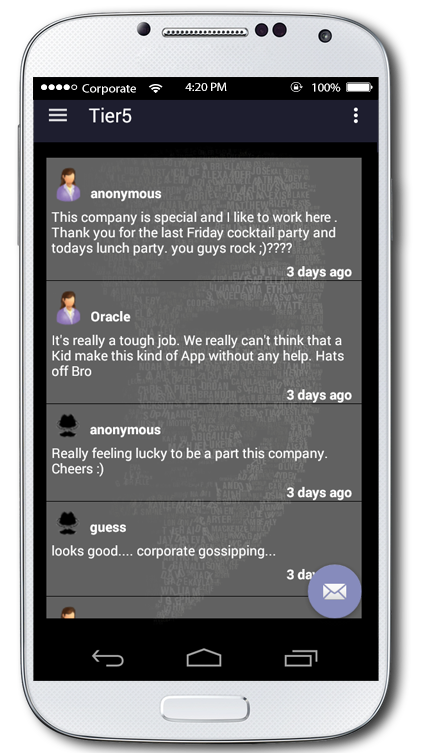 Corporate 4:20 PM 100%
Tier5
anonymous
This company is special and I like to work here .
Thank you for the last Friday cocktail party and
todays lunch party. you guys rock ;)????
3 days ago
Oracle
It's really a tough job. We really can't think that a
Kid make this kind of App without any help. Hats
off Bro
3 days ago
anonymous
Really feeling lucky to be a part this company.
Cheers :)
3 days ago
guess
looks good.... corporate gossipping...
3 da